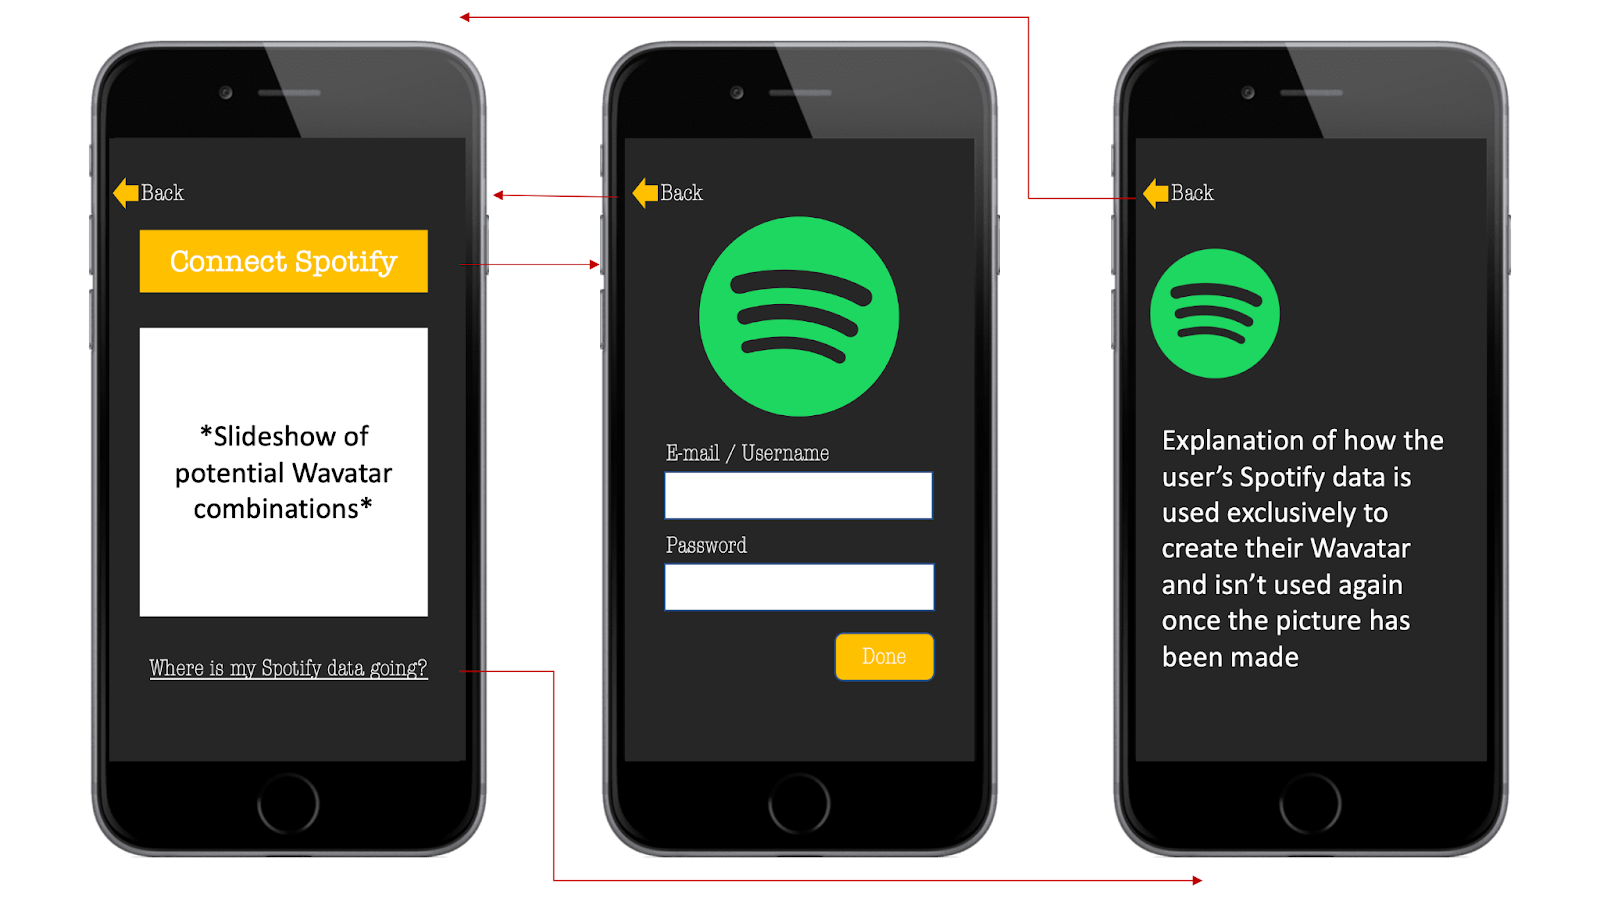 Back
Connect Spotify
*Slideshow of
potential Wavatar
combinations*
Where is my Spotify data going?
Back
E-mail / Username
Password
Done
Back
Explanation of how the
user’s Spotify data is
used exclusively to
create their Wavatar
and isn’t used again
once the picture has
been made